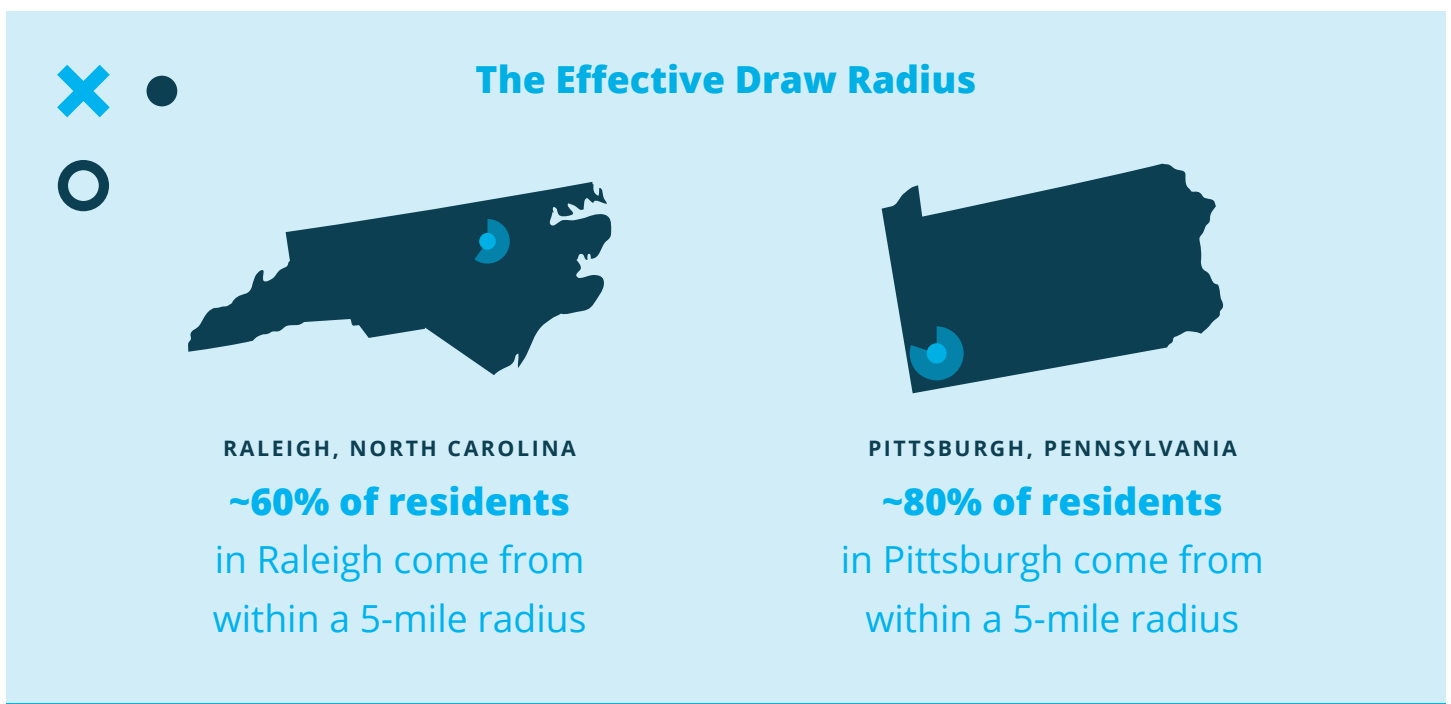 The Effective Draw Radius
RALEIGH, NORTH CAROLINA
~60% of residents
in Raleigh come from
within a 5-mile radius
PITTSBURGH, PENNSYLVANIA
~80% of residents
in Pittsburgh come from
within a 5-mile radius